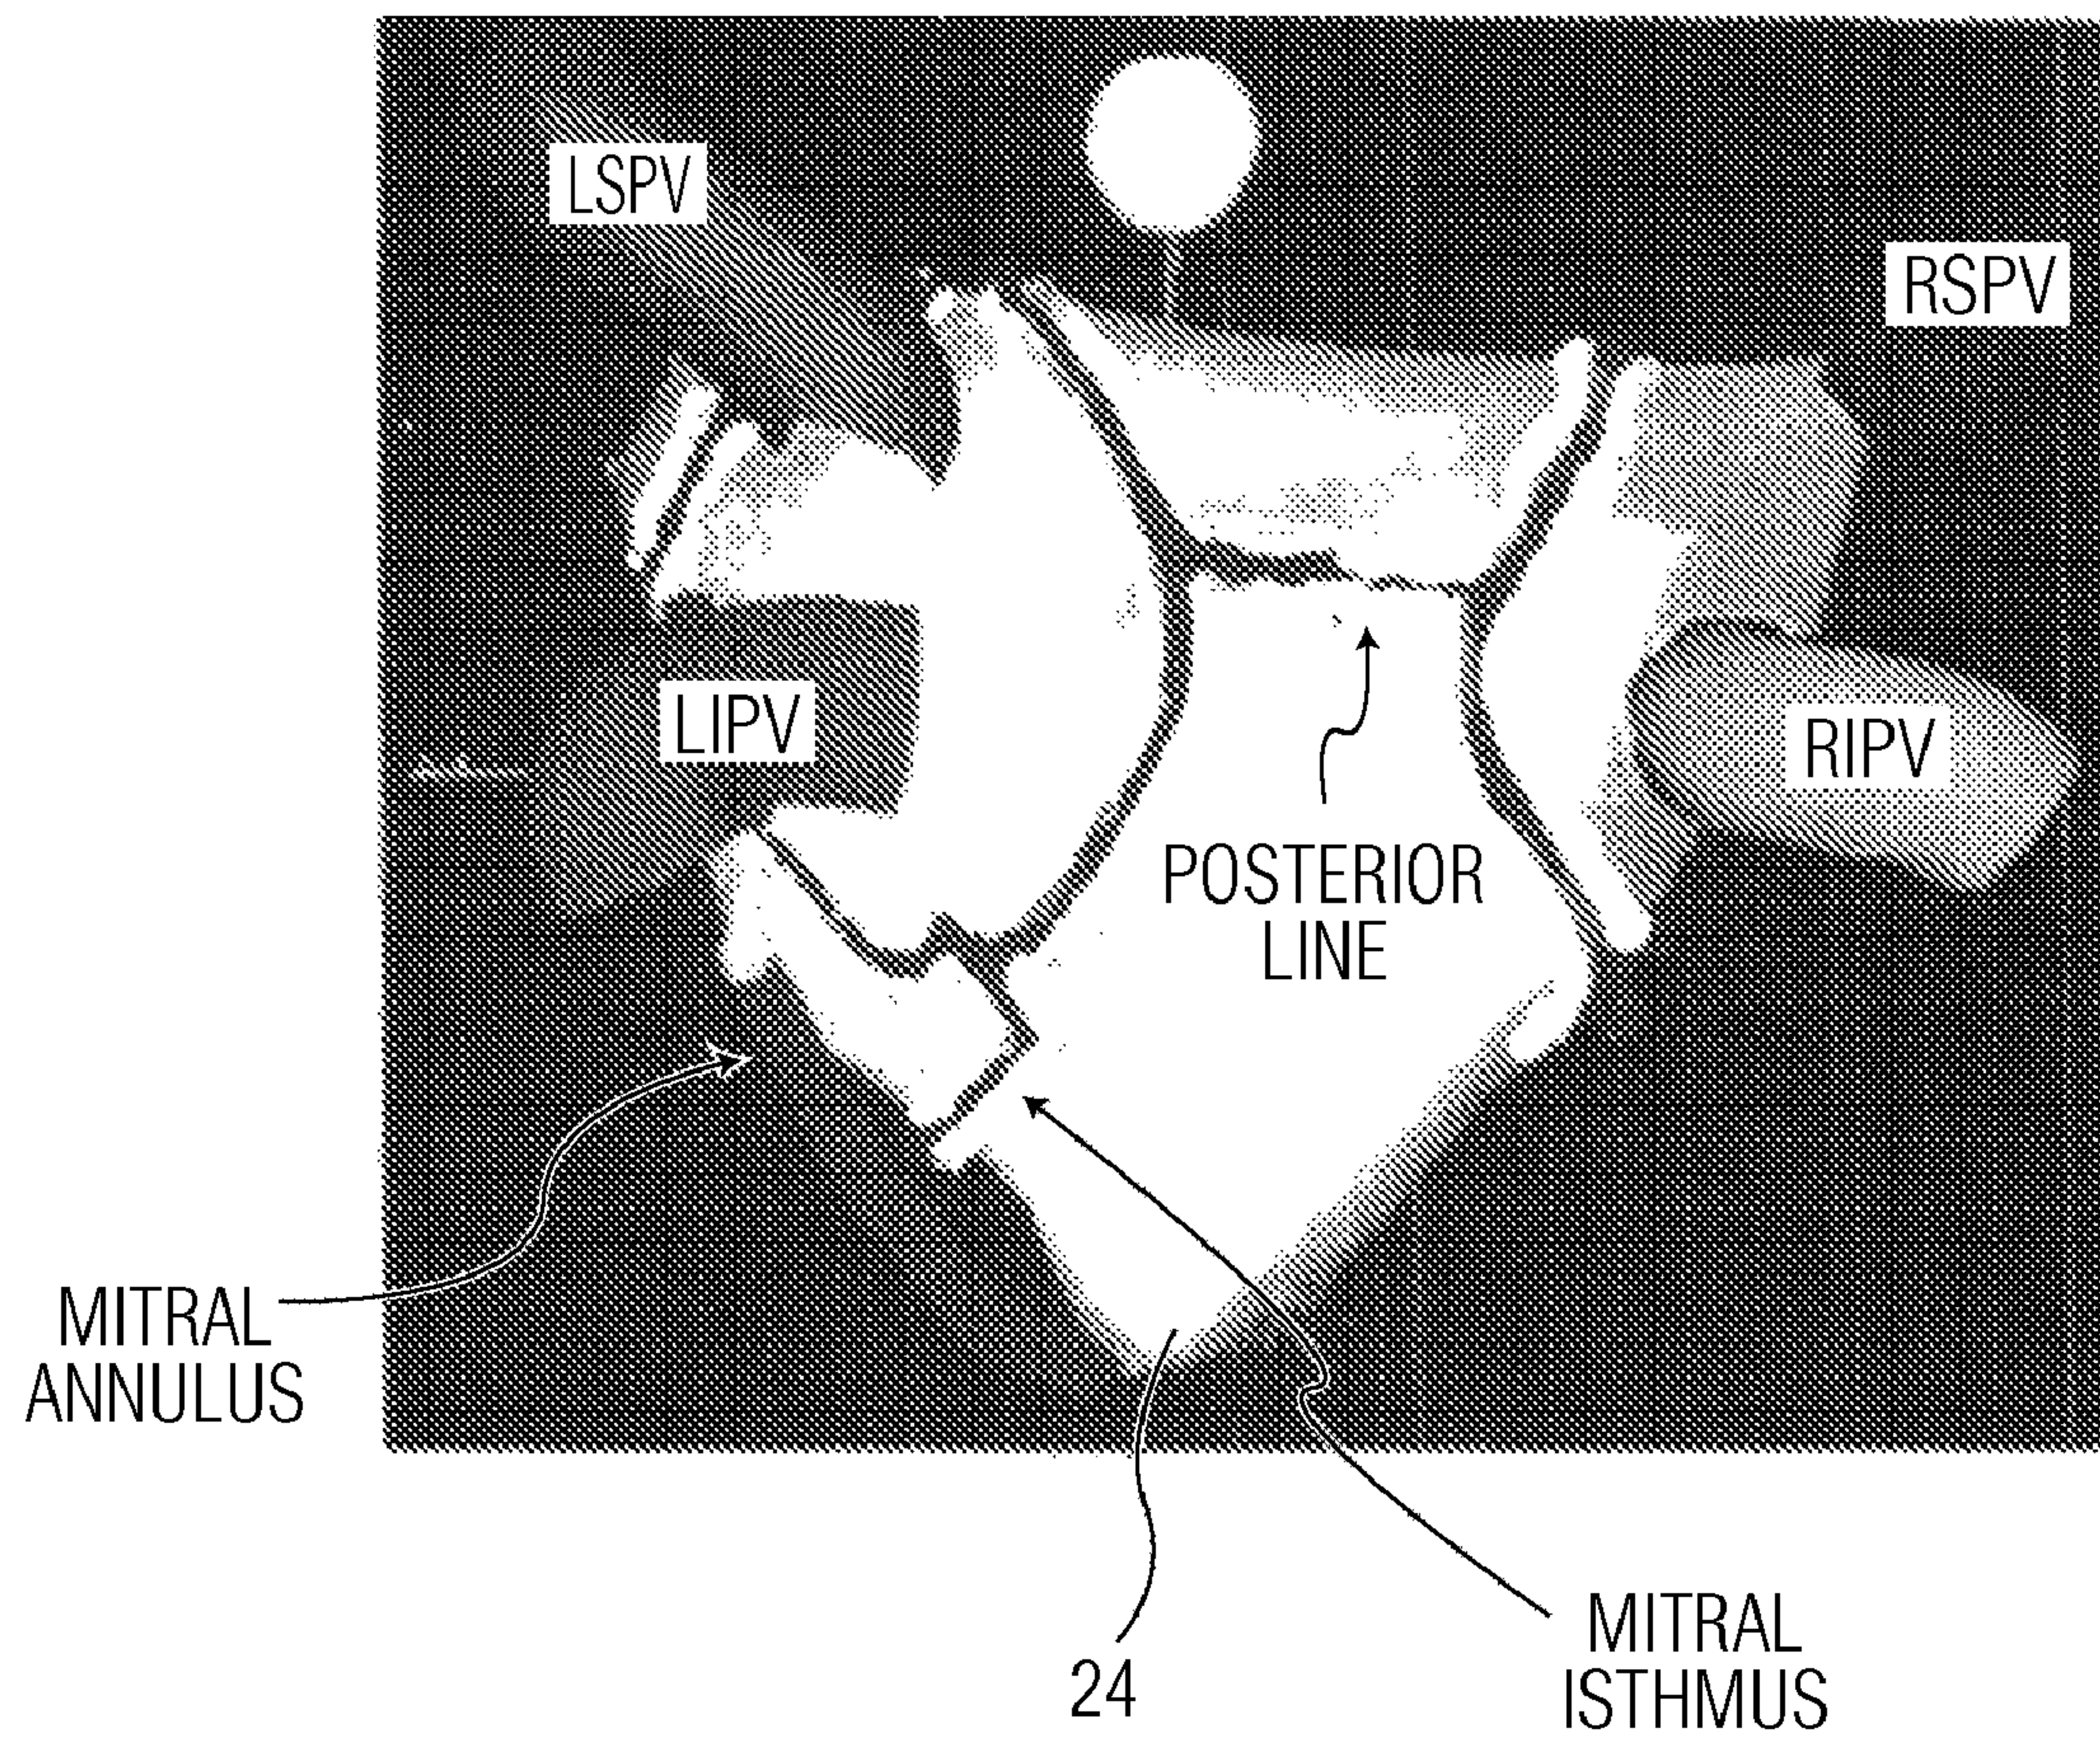 LSPV
RSPV
LIPV
RIPV
POSTERIOR
LINE
MITRAL
ANNULUS
24
MITRAL
ISTHMUS